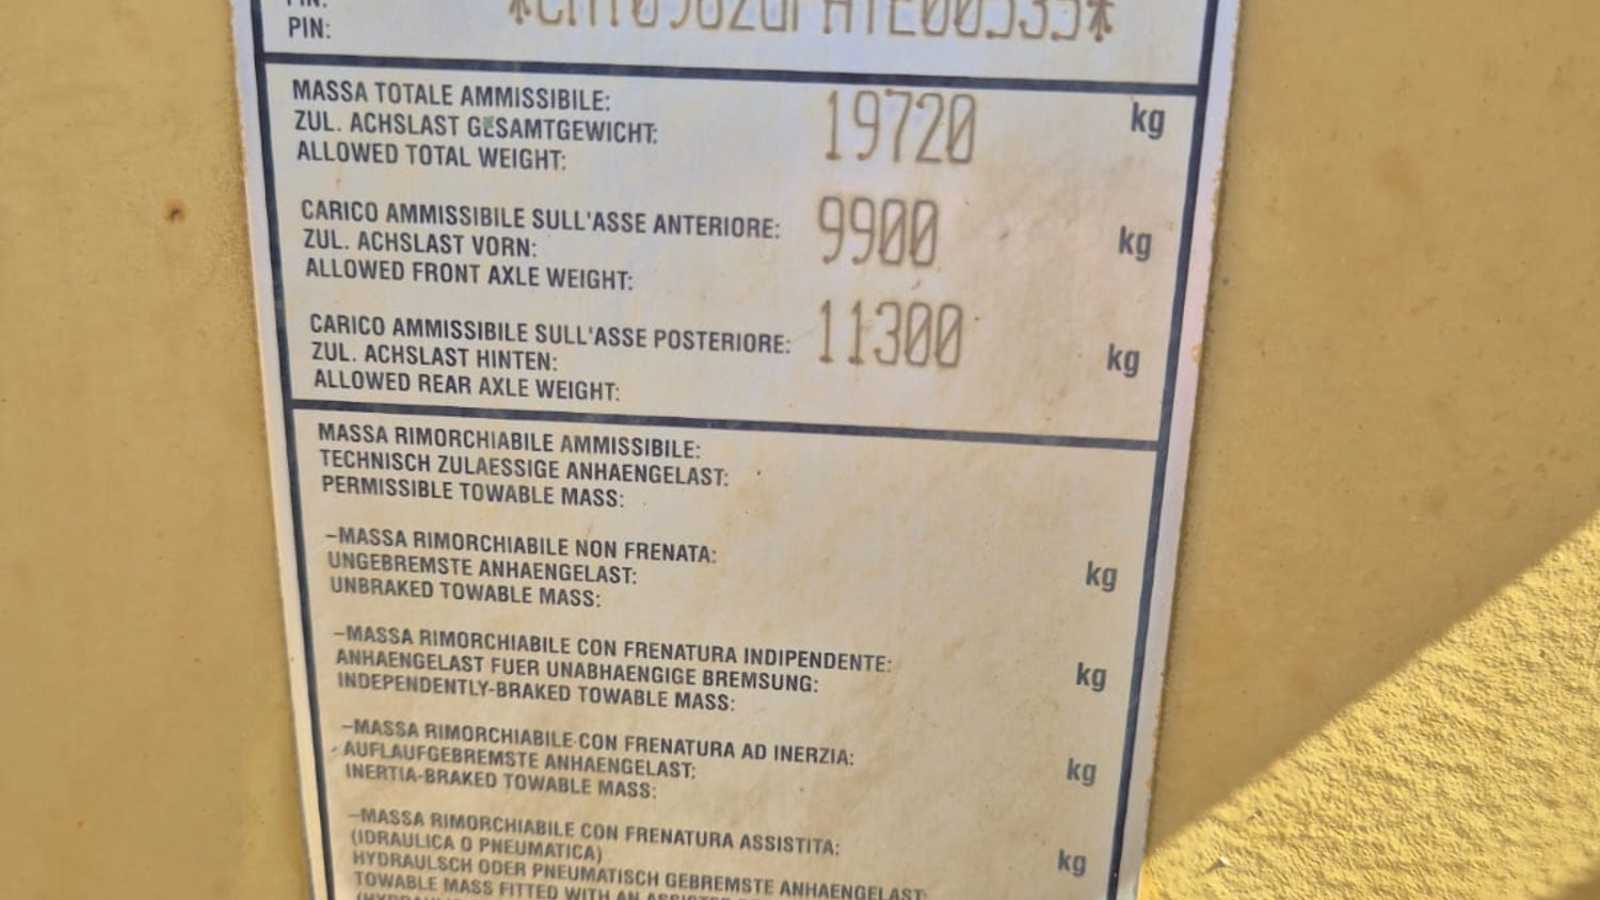 PIN:
MASSA TOTALE AMMISSIBILE: 19720 kg
ZUL. ACHSLAST GESAMTGEWICHT:
ALLOWED TOTAL WEIGHT:
CARICO AMMISSIBILE SULL'ASSE ANTERIORE: 9900 kg
ZUL. ACHSLAST VORN:
ALLOWED FRONT AXLE WEIGHT:
CARICO AMMISSIBILE SULL'ASSE POSTERIORE: 11300 kg
ZUL. ACHSLAST HINTEN:
ALLOWED REAR AXLE WEIGHT:
MASSA RIMORCHIABILE AMMISSIBILE:
TECHNISCH ZULAESSIGE ANHAENGELAST:
PERMISSIBLE TOWABLE MASS:
–MASSA RIMORCHIABILE NON FRENATA:
UNGEBREMSTE ANHAENGELAST: kg
UNBRAKED TOWABLE MASS:
–MASSA RIMORCHIABILE CON FRENATURA INDIPENDENTE:
ANHAENGELAST FUER UNABHAENGIGE BREMSUNG: kg
INDEPENDENTLY-BRAKED TOWABLE MASS:
–MASSA RIMORCHIABILE CON FRENATURA AD INERZIA:
AUFLAUFGEBREMSTE ANHAENGELAST: kg
INERTIA-BRAKED TOWABLE MASS:
–MASSA RIMORCHIABILE CON FRENATURA ASSISTITA:
(IDRAULICA O PNEUMATICA) kg
HYDRAULSCH ODER PNEUMATISCH GEBREMSTE ANHAENGELAST:
TOWABLE MASS FITTED WITH AN